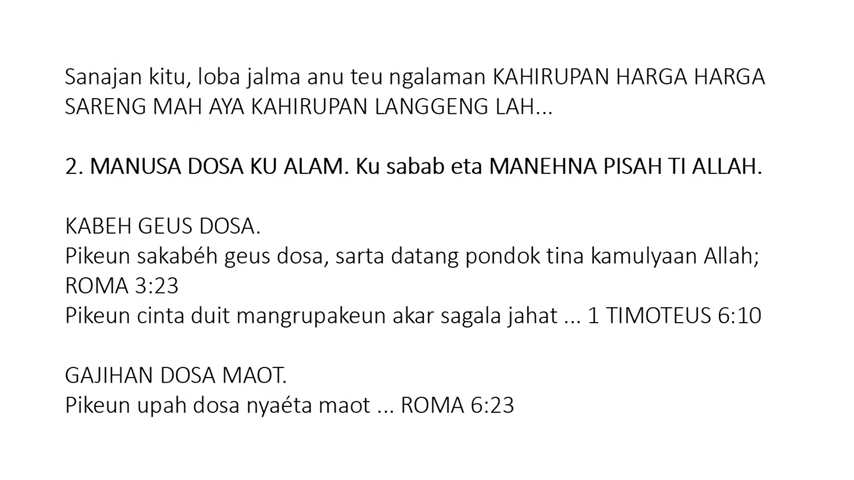 Sanajan kitu, loba jalma anu teu ngalaman KAHIRUPAN HARGA HARGA
SARENG MAH AYA KAHIRUPAN LANGGENG LAH...
2. MANUSA DOSA KU ALAM. Ku sabab eta MANEHNA PISAH TI ALLAH.
KABEH GEUS DOSA.
Pikeun sakabéh geus dosa, sarta datang pondok tina kamulyaan Allah;
ROMA 3:23
Pikeun cinta duit mangrupakeun akar sagala jahat ... 1 TIMOTEUS 6:10
GAJIHAN DOSA MAOT.
Pikeun upah dosa nyaéta maot ... ROMA 6:23